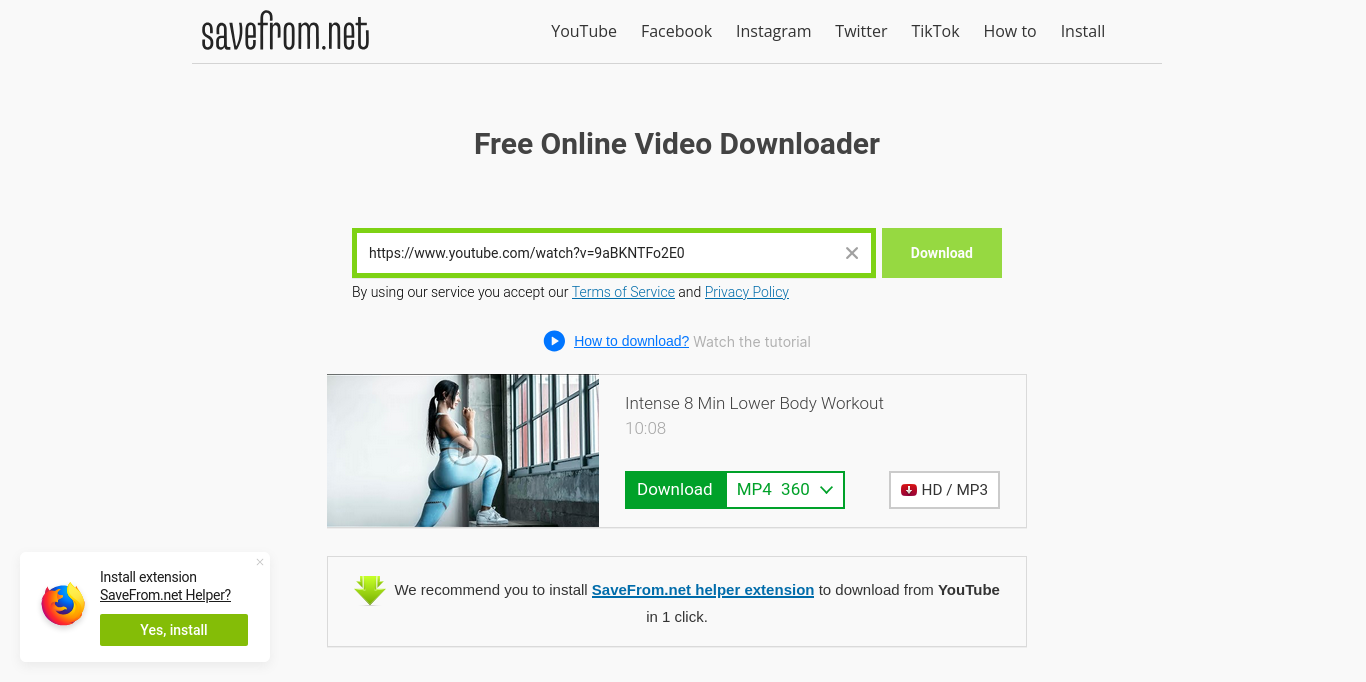 savefrom.net
YouTube Facebook Instagram Twitter TikTok How to Install
Free Online Video Downloader
https://www.youtube.com/watch?v=9aBKNTFo2E0
Download
By using our service you accept our Terms of Service and Privacy Policy
How to download? Watch the tutorial
Intense 8 Min Lower Body Workout
10:08
Download MP4 360
HD / MP3
We recommend you to install SaveFrom.net helper extension to download from YouTube
in 1 click.
Install extension
SaveFrom.net Helper?
Yes, install